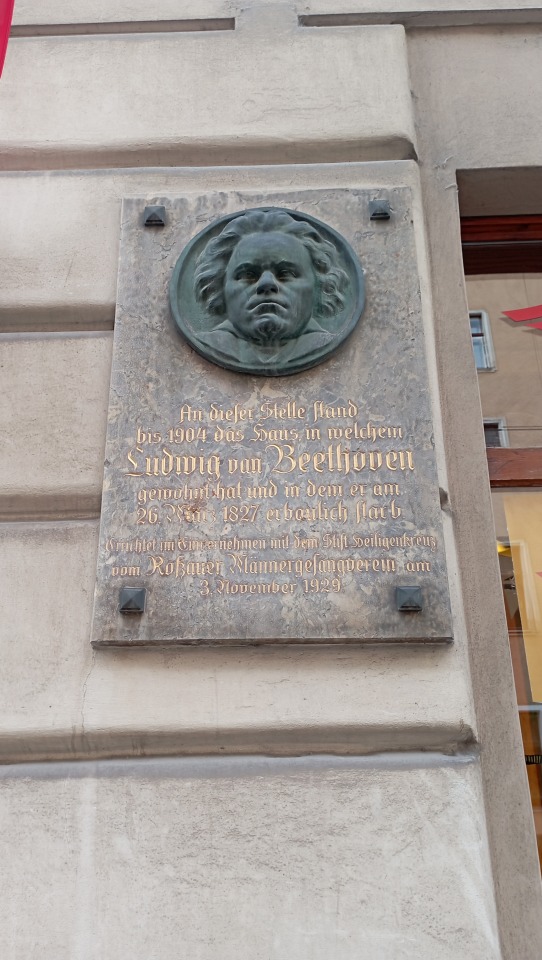 An dieser Stelle stand
bis 1904 das Haus, in welchem
Ludwig van Beethoven
gewohnt hat und in dem er am
26. März 1827 erbaulich starb
Errichtet im Einvernehmen mit dem Stift Heiligenkreuz
vom Roßauer Männergesangverein am
3. November 1929